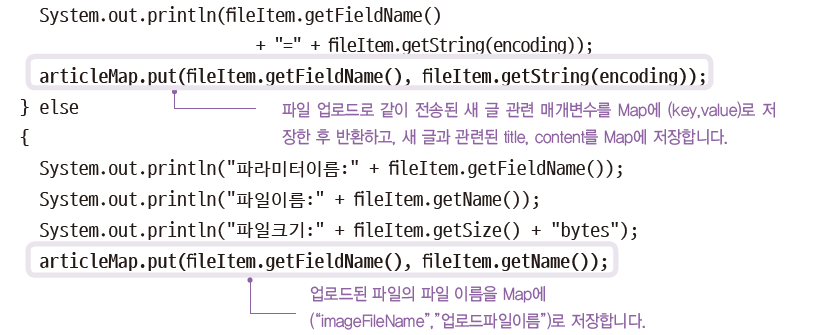 System.out.println(fileItem.getFieldName()
+ "=" + fileItem.getString(encoding));
articleMap.put(fileItem.getFieldName(), fileItem.getString(encoding));
} else
파일 업로드로 같이 전송된 새 글 관련 매개변수를 Map에 (key,value)로 저
{
장한 후 반환하고, 새 글과 관련된 title, content를 Map에 저장합니다.
System.out.println("파라미터이름:" + fileItem.getFieldName());
System.out.println("파일이름:" + fileItem.getName());
System.out.println("파일크기:" + fileItem.getSize() + "bytes");
articleMap.put(fileItem.getFieldName(), fileItem.getName());
업로드된 파일의 파일 이름을 Map에
(“imageFileName”,”업로드파일이름”)로 저장합니다.